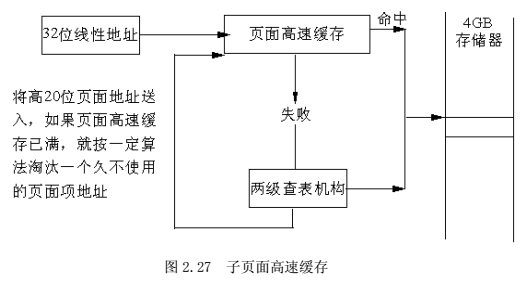 32位线性地址
页面高速缓存
命中
4GB
存储器
将高20位页面地址送
入，如果页面高速缓
存已满，就按一定算
法淘汰一个久不使用
的页面项地址
失败
两级查表机构
图 2.27 子页面高速缓存